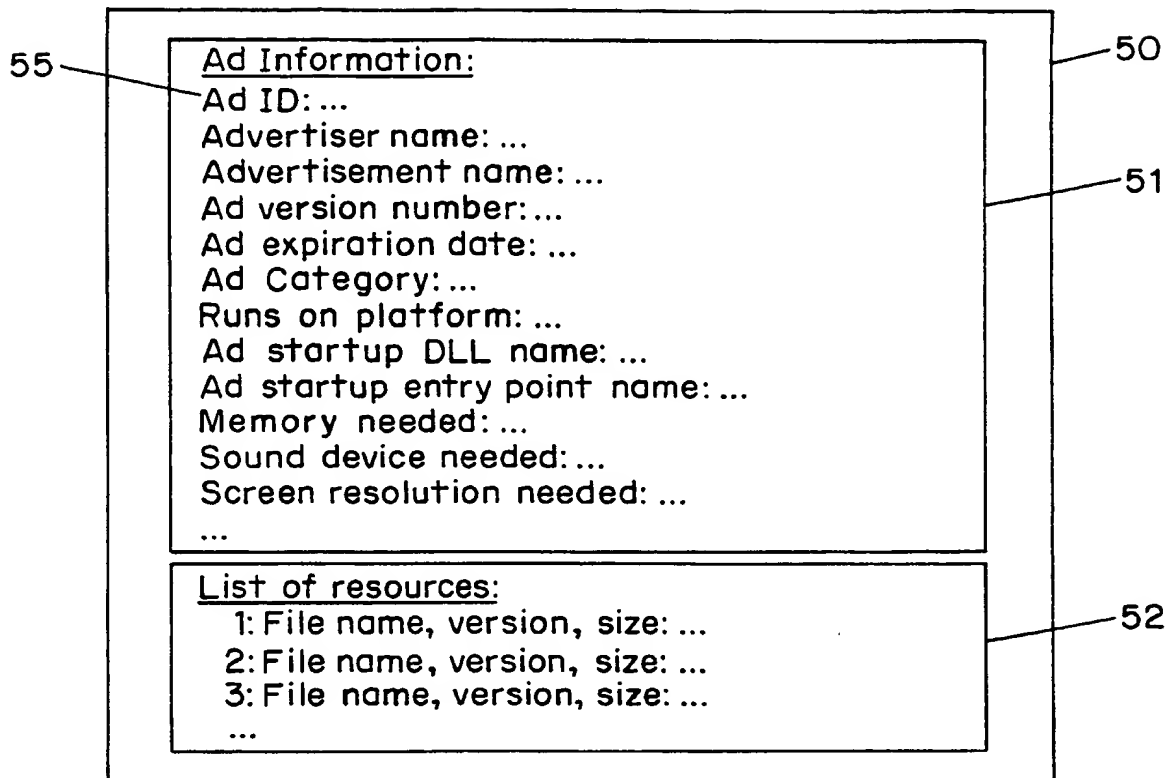 55
50
51
52
Ad Information:
Ad ID: ...
Advertiser name: ...
Advertisement name: ...
Ad version number: ...
Ad expiration date: ...
Ad Category: ...
Runs on platform: ...
Ad startup DLL name: ...
Ad startup entry point name: ...
Memory needed: ...
Sound device needed: ...
Screen resolution needed: ...
...
List of resources:
1: File name, version, size: ...
2: File name, version, size: ...
3: File name, version, size: ...
...